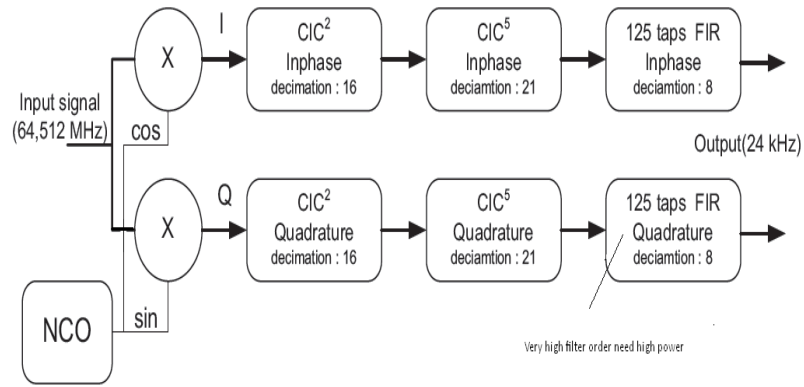 I
CIC²
Inphase
decimation : 16
CIC⁵
Inphase
deciamtion : 21
125 taps FIR
Inphase
deciamtion : 8
X
Input signal
(64,512 MHz)
cos
Output(24 kHz)
Q
CIC²
Quadrature
decimation : 16
CIC⁵
Quadrature
deciamtion : 21
125 taps FIR
Quadrature
deciamtion : 8
X
NCO
sin
Very high filter order need high power